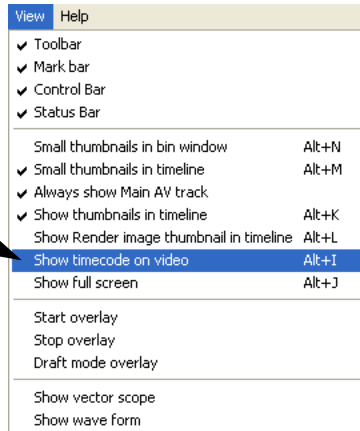 View Help
Toolbar
Mark bar
Control Bar
Status Bar
Small thumbnails in bin window Alt+N
Small thumbnails in timeline Alt+M
Always show Main AV track
Show thumbnails in timeline Alt+K
Show Render image thumbnail in timeline Alt+L
Show timecode on video Alt+I
Show full screen Alt+J
Start overlay
Stop overlay
Draft mode overlay
Show vector scope
Show wave form